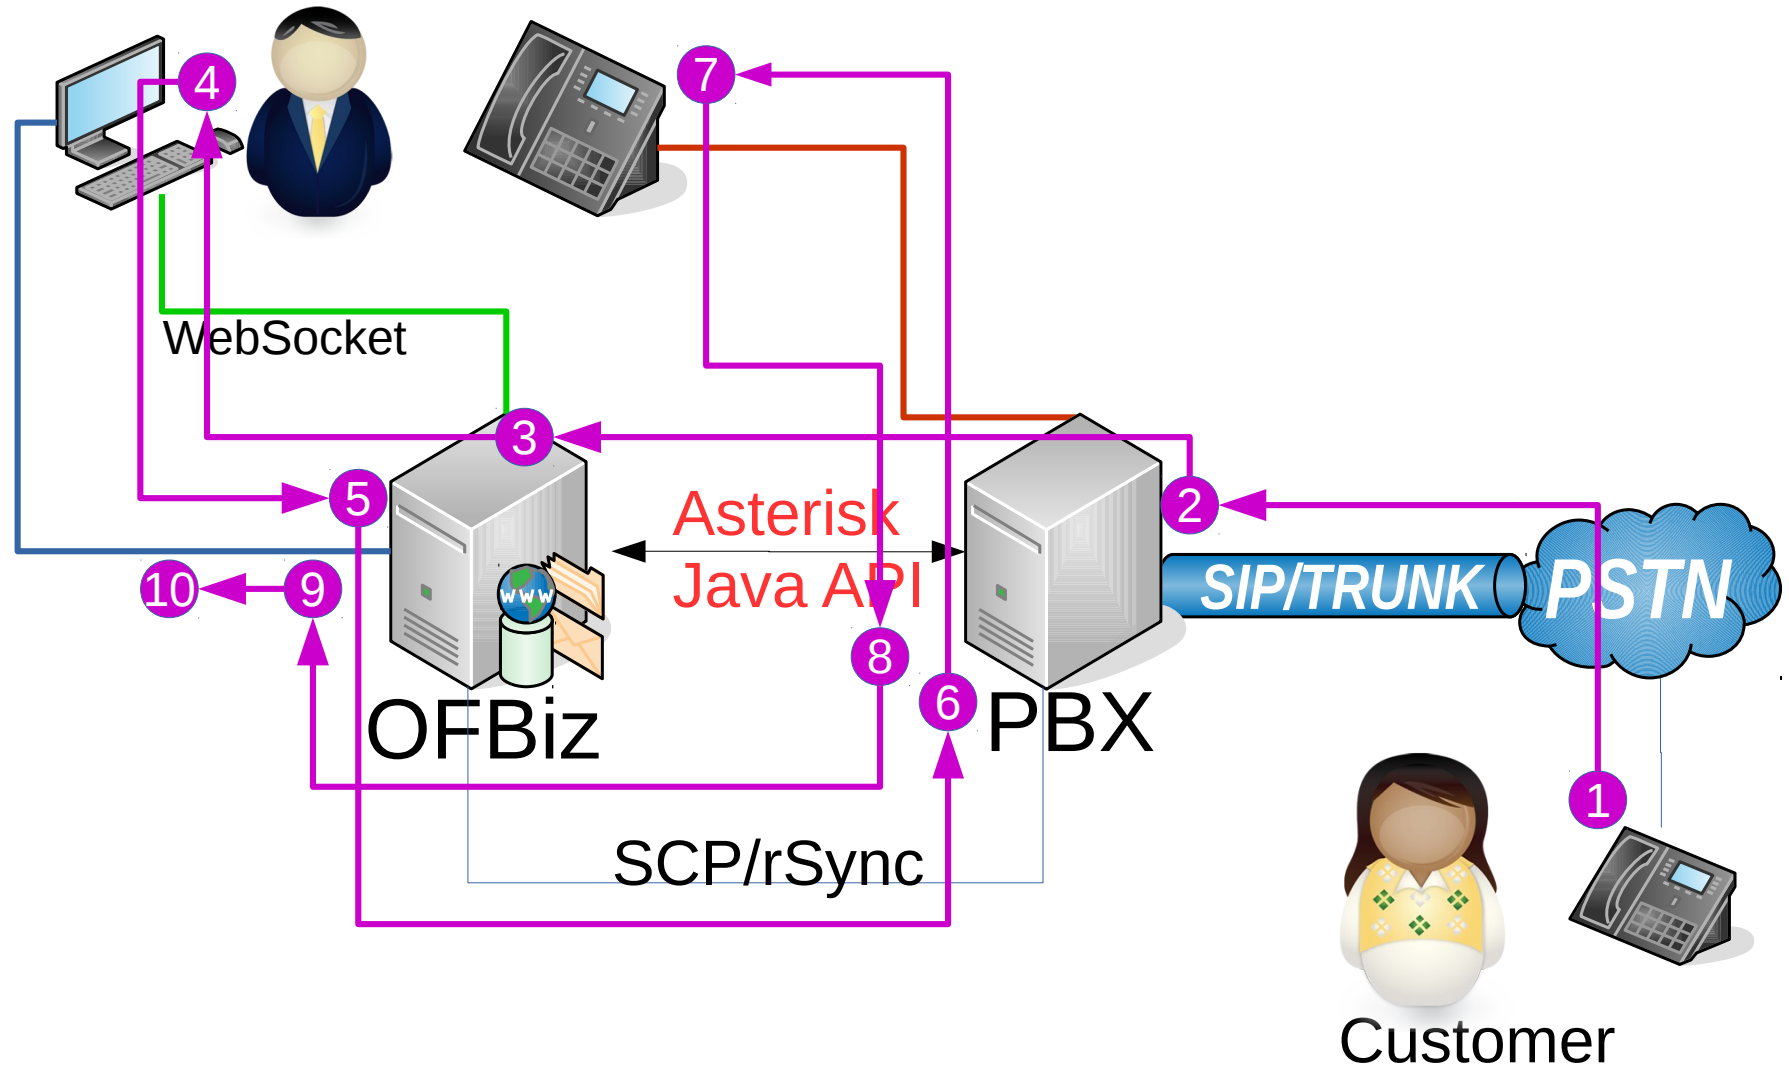 4
7
WebSocket
3
5
Asterisk
2
10
9
Java API
SIP/TRUNK
PSTN
www
8
6
OFBiz
PBX
1
SCP/rSync
Customer